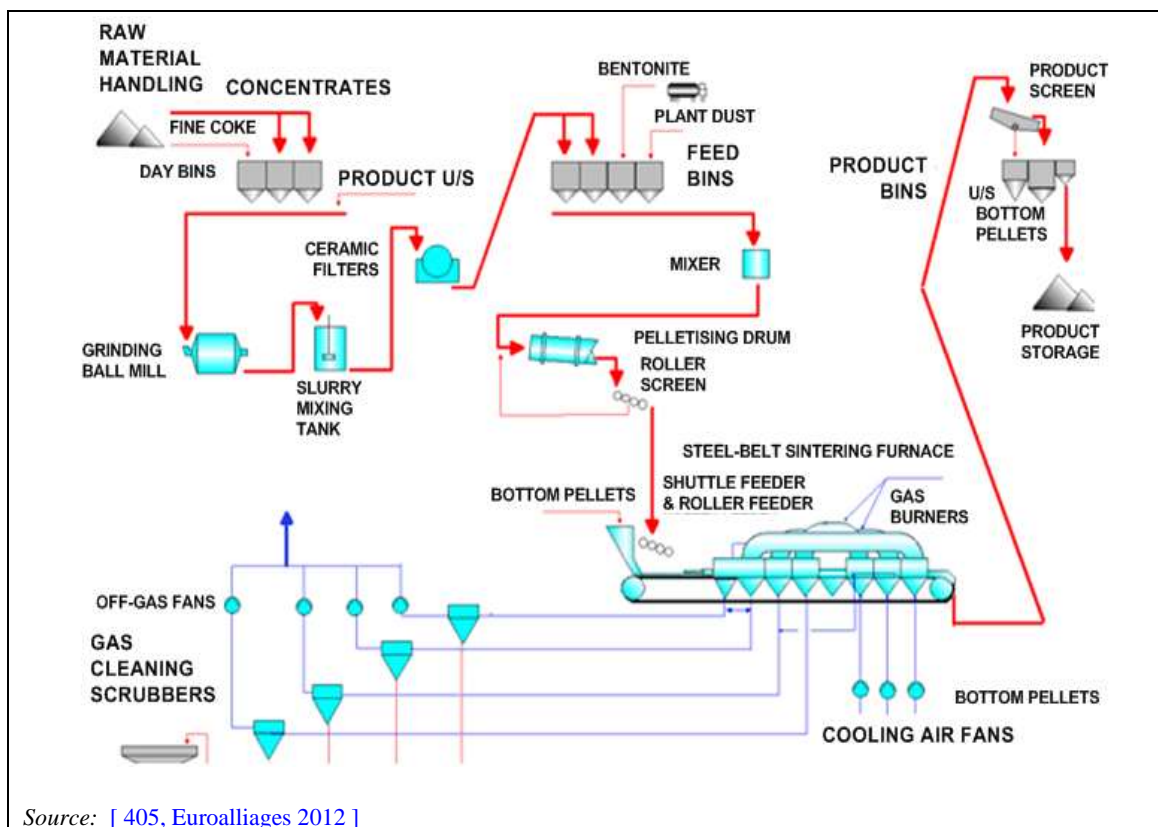 RAW
MATERIAL
HANDLING
CONCENTRATES
FINE COKE
DAY BINS
PRODUCT U/S
CERAMIC
FILTERS
GRINDING
BALL MILL
SLURRY
MIXING
TANK
BENTONITE
PLANT DUST
FEED
BINS
MIXER
PELLETISING DRUM
ROLLER
SCREEN
PRODUCT
SCREEN
PRODUCT
BINS
U/S
BOTTOM
PELLETS
PRODUCT
STORAGE
STEEL-BELT SINTERING FURNACE
BOTTOM PELLETS
SHUTTLE FEEDER
& ROLLER FEEDER
GAS
BURNERS
OFF-GAS FANS
GAS
CLEANING
SCRUBBERS
BOTTOM PELLETS
COOLING AIR FANS
Source: [ 405, Euroalliages 2012 ]